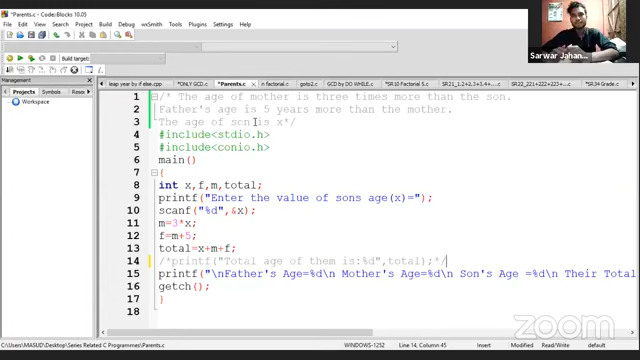 *Parents.c - Code::Blocks 10.05
File Edit View Search Project Build Debug wxSmith Tools Plugins Settings Help
Build target:
Management
Projects Symbols Resou
Workspace
leap year by if else.cpp *ONLY GCD.c *Parents.c n factorial.c goto2.c GCD by DO WHILE.c SR10 Factorial 5.c SR21_1.2+2.3+3.4+... SR22_221+222+223+... SR34 Grade.c
1 /* The age of mother is three times more than the son.
2 Father's age is 5 years more than the mother.
3 The age of son is x*/
4 #include<stdio.h>
5 #include<conio.h>
6 main()
7 {
8 int x,f,m,total;
9 printf("Enter the value of sons age(x)=");
10 scanf("%d",&x);
11 m=3*x;
12 f=m+5;
13 total=x+m+f;
14 /*printf("Total age of them is:%d",total);*/
15 printf("\nFather's Age=%d\n Mother's Age=%d\n Son's Age =%d\n Their Total
16 getch();
17 }
18
C:\Users\MASUD\Desktop\Series Related C Programmes\Parents.c WINDOWS-1252 Line 14, Column 45 Insert Modified Read/Write default
Sarwar Jahan
zoom